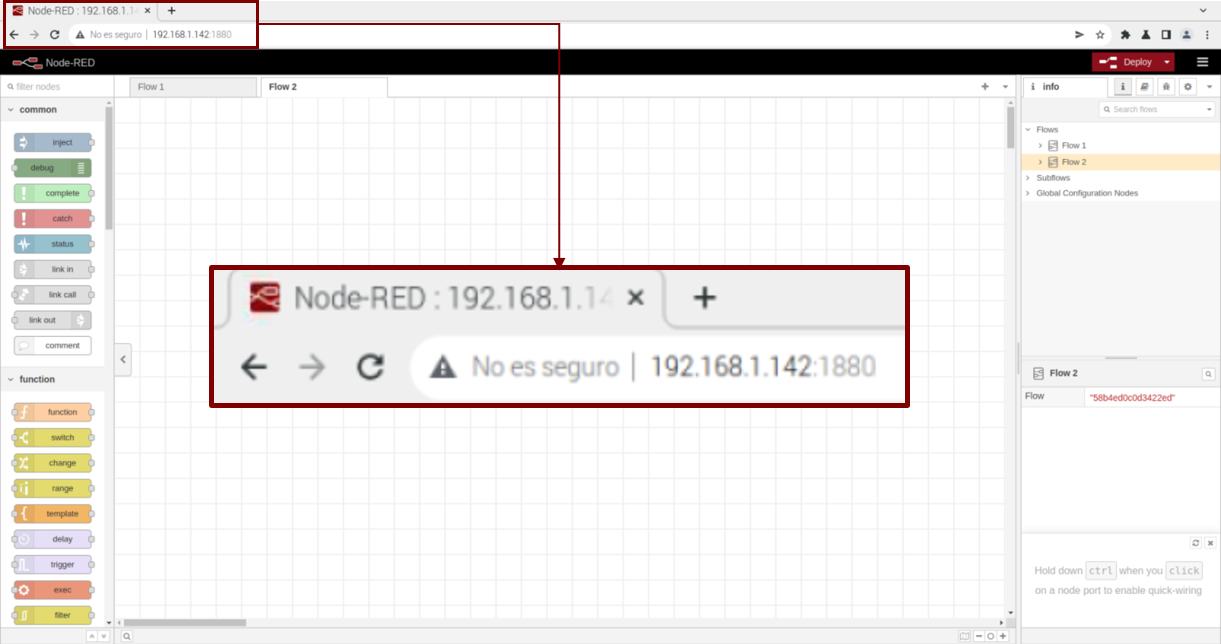 Node-RED : 192.168.1.14
No es seguro | 192.168.1.142:1880
Node-RED
Deploy
filter nodes
common
inject
debug
complete
catch
status
link in
link call
link out
comment
function
function
switch
change
range
template
delay
trigger
exec
filter
Flow 1
Flow 2
Node-RED : 192.168.1.14
No es seguro | 192.168.1.142:1880
i info
i
Search flows
Flows
Flow 1
Flow 2
Subflows
Global Configuration Nodes
Flow 2
Flow "58b4ed0c0d3422ed"
Hold down ctrl when you click
on a node port to enable quick-wiring